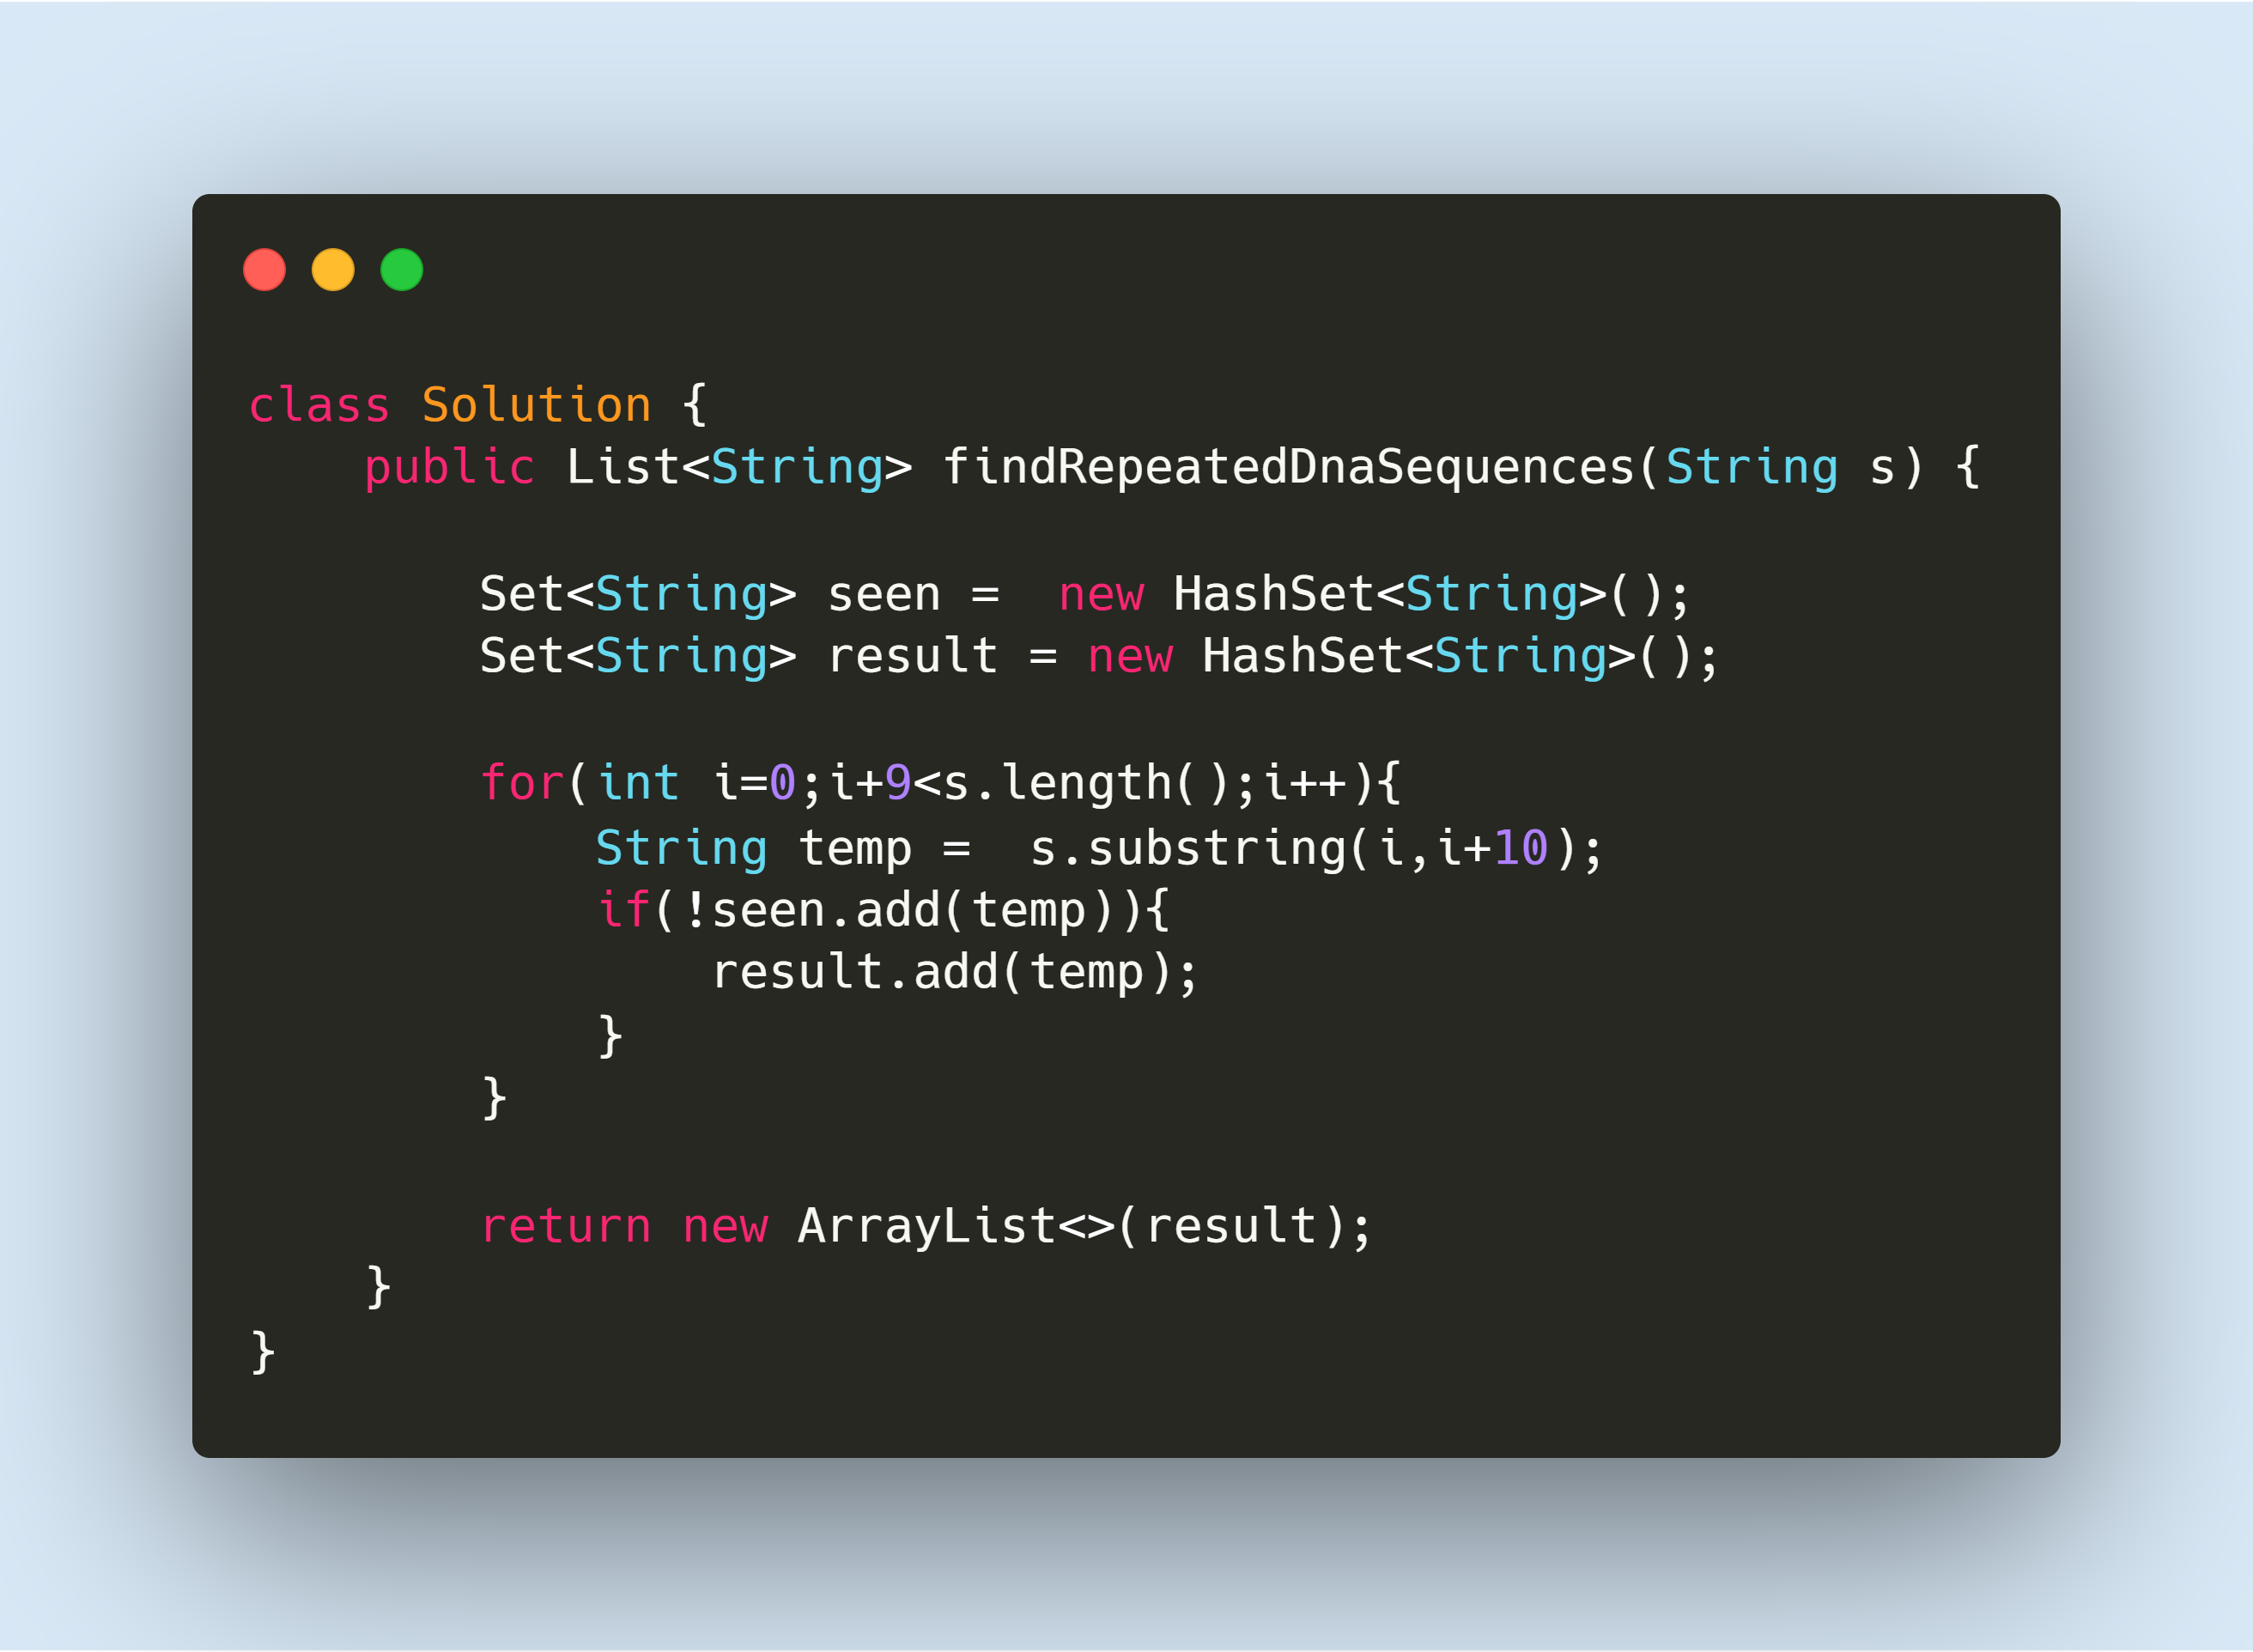 class Solution {
    public List<String> findRepeatedDnaSequences(String s) {
        Set<String> seen =  new HashSet<String>();
        Set<String> result = new HashSet<String>();
        for(int i=0;i+9<s.length();i++){
            String temp =  s.substring(i,i+10);
            if(!seen.add(temp)){
                result.add(temp);
            }
        }
        return new ArrayList<>(result);
    }
}